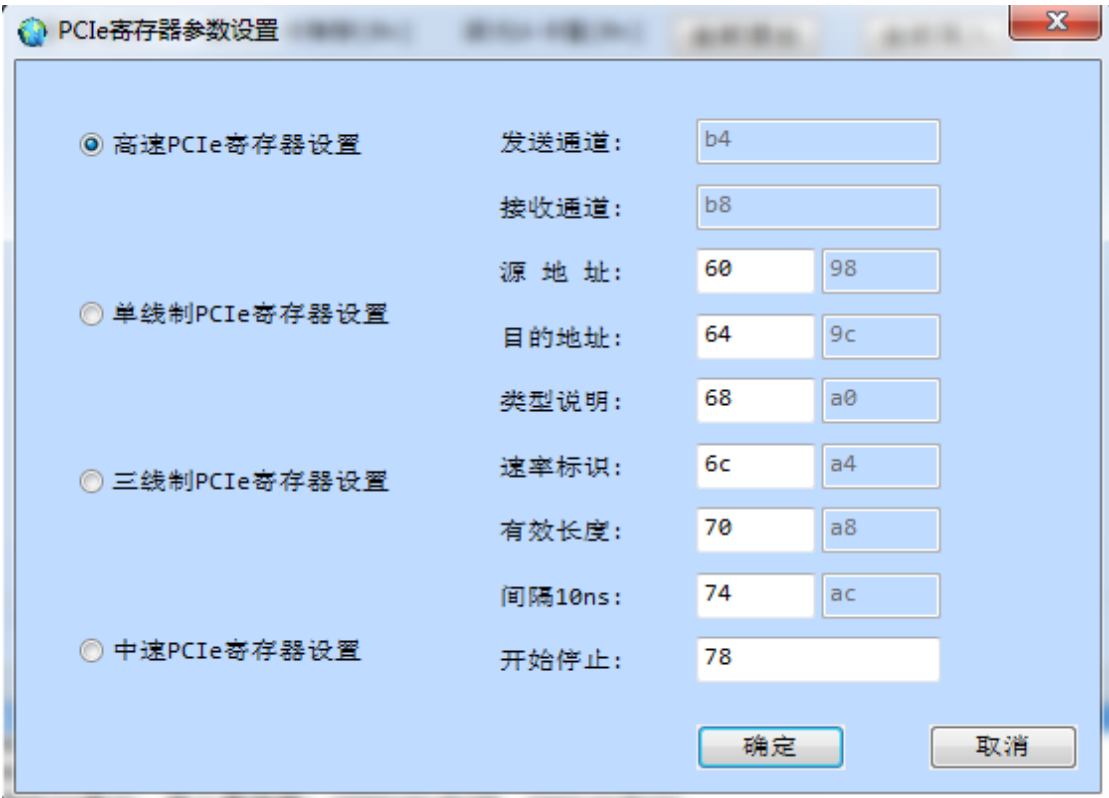 PCIe寄存器参数设置
高速PCIe寄存器设置 发送通道: b4
接收通道: b8
源 地 址: 60 98
单线制PCIe寄存器设置
目的地址: 64 9c
类型说明: 68 a0
速率标识: 6c a4
三线制PCIe寄存器设置
有效长度: 70 a8
间隔10ns: 74 ac
中速PCIe寄存器设置 开始停止: 78
确定 取消